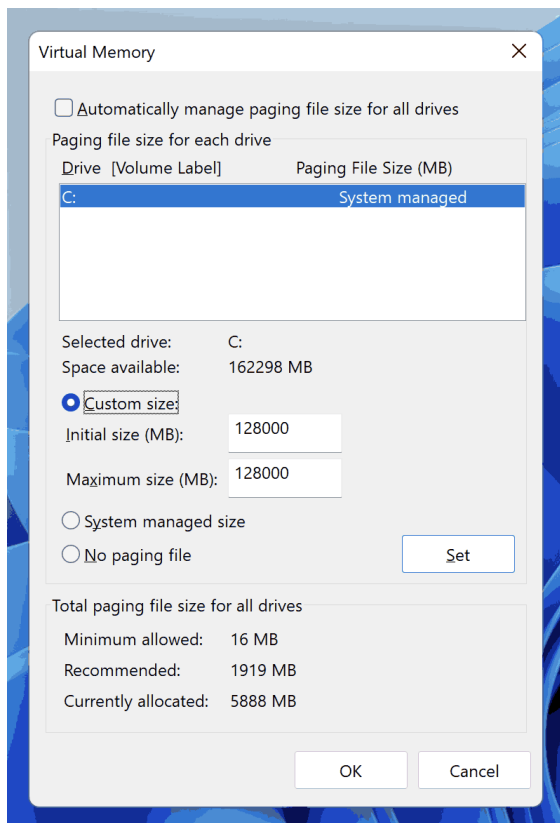 Virtual Memory
Automatically manage paging file size for all drives
Paging file size for each drive
Drive [Volume Label] Paging File Size (MB)
C: System managed
Selected drive: C:
Space available: 162298 MB
Custom size:
Initial size (MB): 128000
Maximum size (MB): 128000
System managed size
No paging file
Set
Total paging file size for all drives
Minimum allowed: 16 MB
Recommended: 1919 MB
Currently allocated: 5888 MB
OK Cancel